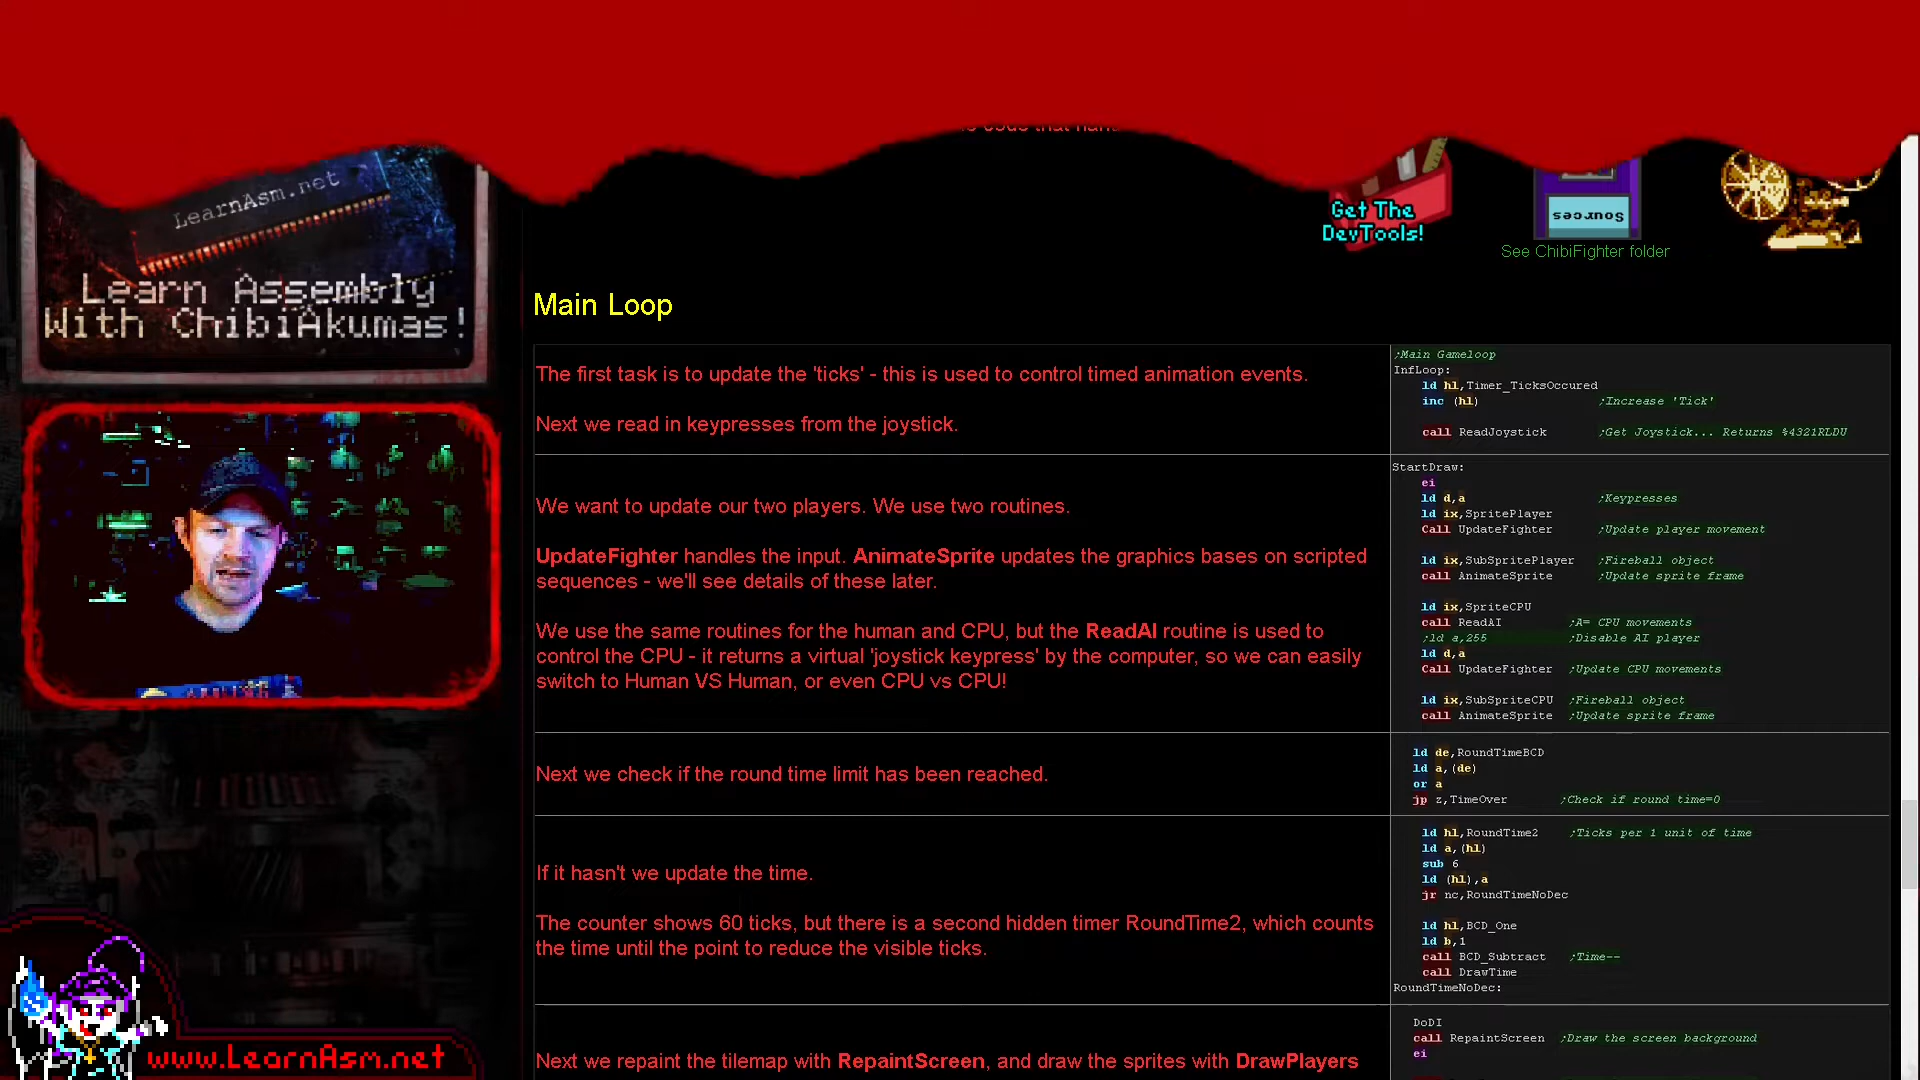 LearnAsm.net
Learn Assembly
With ChibiAkumas!
Get The
DevTools!
Sources
See ChibiFighter folder
Main Loop
The first task is to update the 'ticks' - this is used to control timed animation events.
Next we read in keypresses from the joystick.
;Main Gameloop
InfLoop:
ld hl,Timer_TicksOccured
inc (hl) ;Increase 'Tick'
call ReadJoystick ;Get Joystick... Returns %4321RLDU
We want to update our two players. We use two routines.
UpdateFighter handles the input. AnimateSprite updates the graphics bases on scripted
sequences - we'll see details of these later.
We use the same routines for the human and CPU, but the ReadAI routine is used to
control the CPU - it returns a virtual 'joystick keypress' by the computer, so we can easily
switch to Human VS Human, or even CPU vs CPU!
StartDraw:
ei
ld d,a ;Keypresses
ld ix,SpritePlayer
Call UpdateFighter ;Update player movement
ld ix,SubSpritePlayer ;Fireball object
call AnimateSprite ;Update sprite frame
ld ix,SpriteCPU
call ReadAI ;A= CPU movements
;ld a,255 ;Disable AI player
ld d,a
Call UpdateFighter ;Update CPU movements
ld ix,SubSpriteCPU ;Fireball object
call AnimateSprite ;Update sprite frame
Next we check if the round time limit has been reached.
ld de,RoundTimeBCD
ld a,(de)
or a
jp z,TimeOver ;Check if round time=0
If it hasn't we update the time.
The counter shows 60 ticks, but there is a second hidden timer RoundTime2, which counts
the time until the point to reduce the visible ticks.
ld hl,RoundTime2 ;Ticks per 1 unit of time
ld a,(hl)
sub 6
ld (hl),a
jr nc,RoundTimeNoDec
ld hl,BCD_One
ld b,1
call BCD_Subtract ;Time--
call DrawTime
RoundTimeNoDec:
Next we repaint the tilemap with RepaintScreen, and draw the sprites with DrawPlayers
DoDI
call RepaintScreen ;Draw the screen background
ei
www.LearnAsm.net